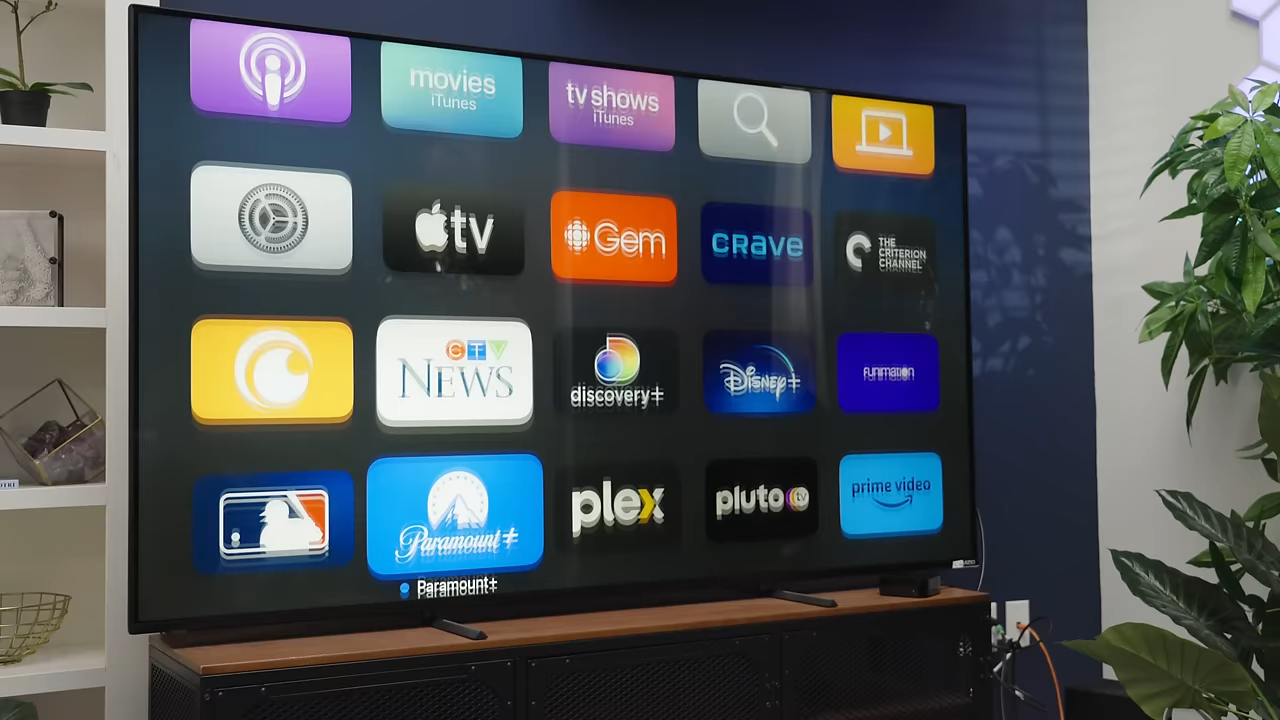 movies
iTunes
tv shows
iTunes
tv
Gem
CRAVE
THE
CRITERION
CHANNEL
CTV
NEWS
discovery+
Disney+
FUNIMATION
Paramount+
plex
pluto tv
prime video
Paramount+